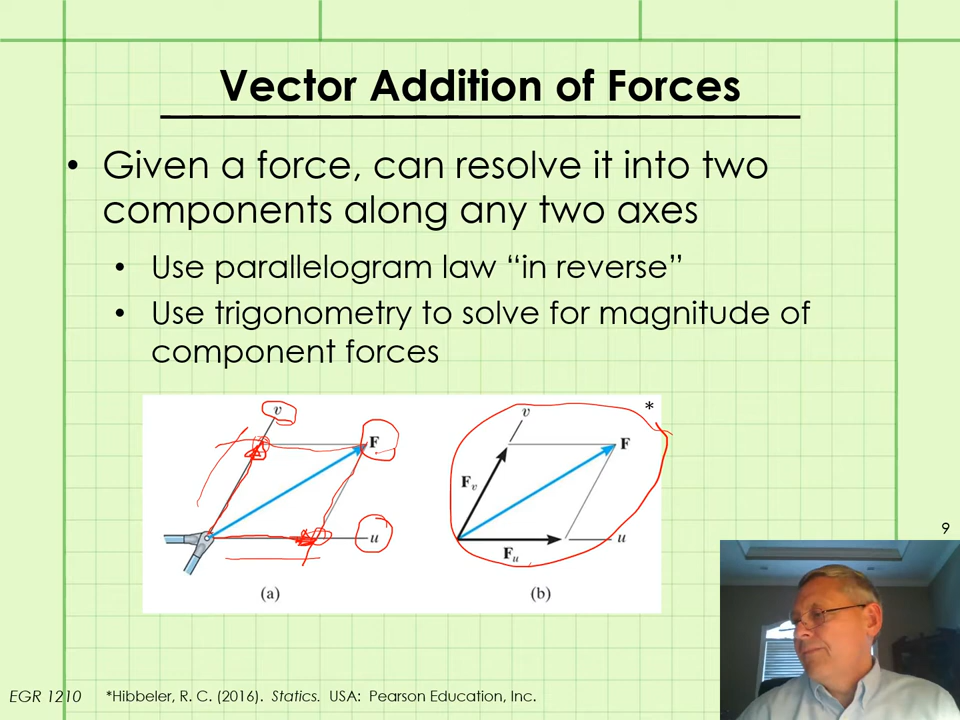 Vector Addition of Forces
• Given a force, can resolve it into two
components along any two axes
• Use parallelogram law “in reverse”
• Use trigonometry to solve for magnitude of
component forces
v
F
u
(a)
v
*
F
Fv
u
Fu
(b)
9
EGR 1210
*Hibbeler, R. C. (2016). Statics. USA: Pearson Education, Inc.